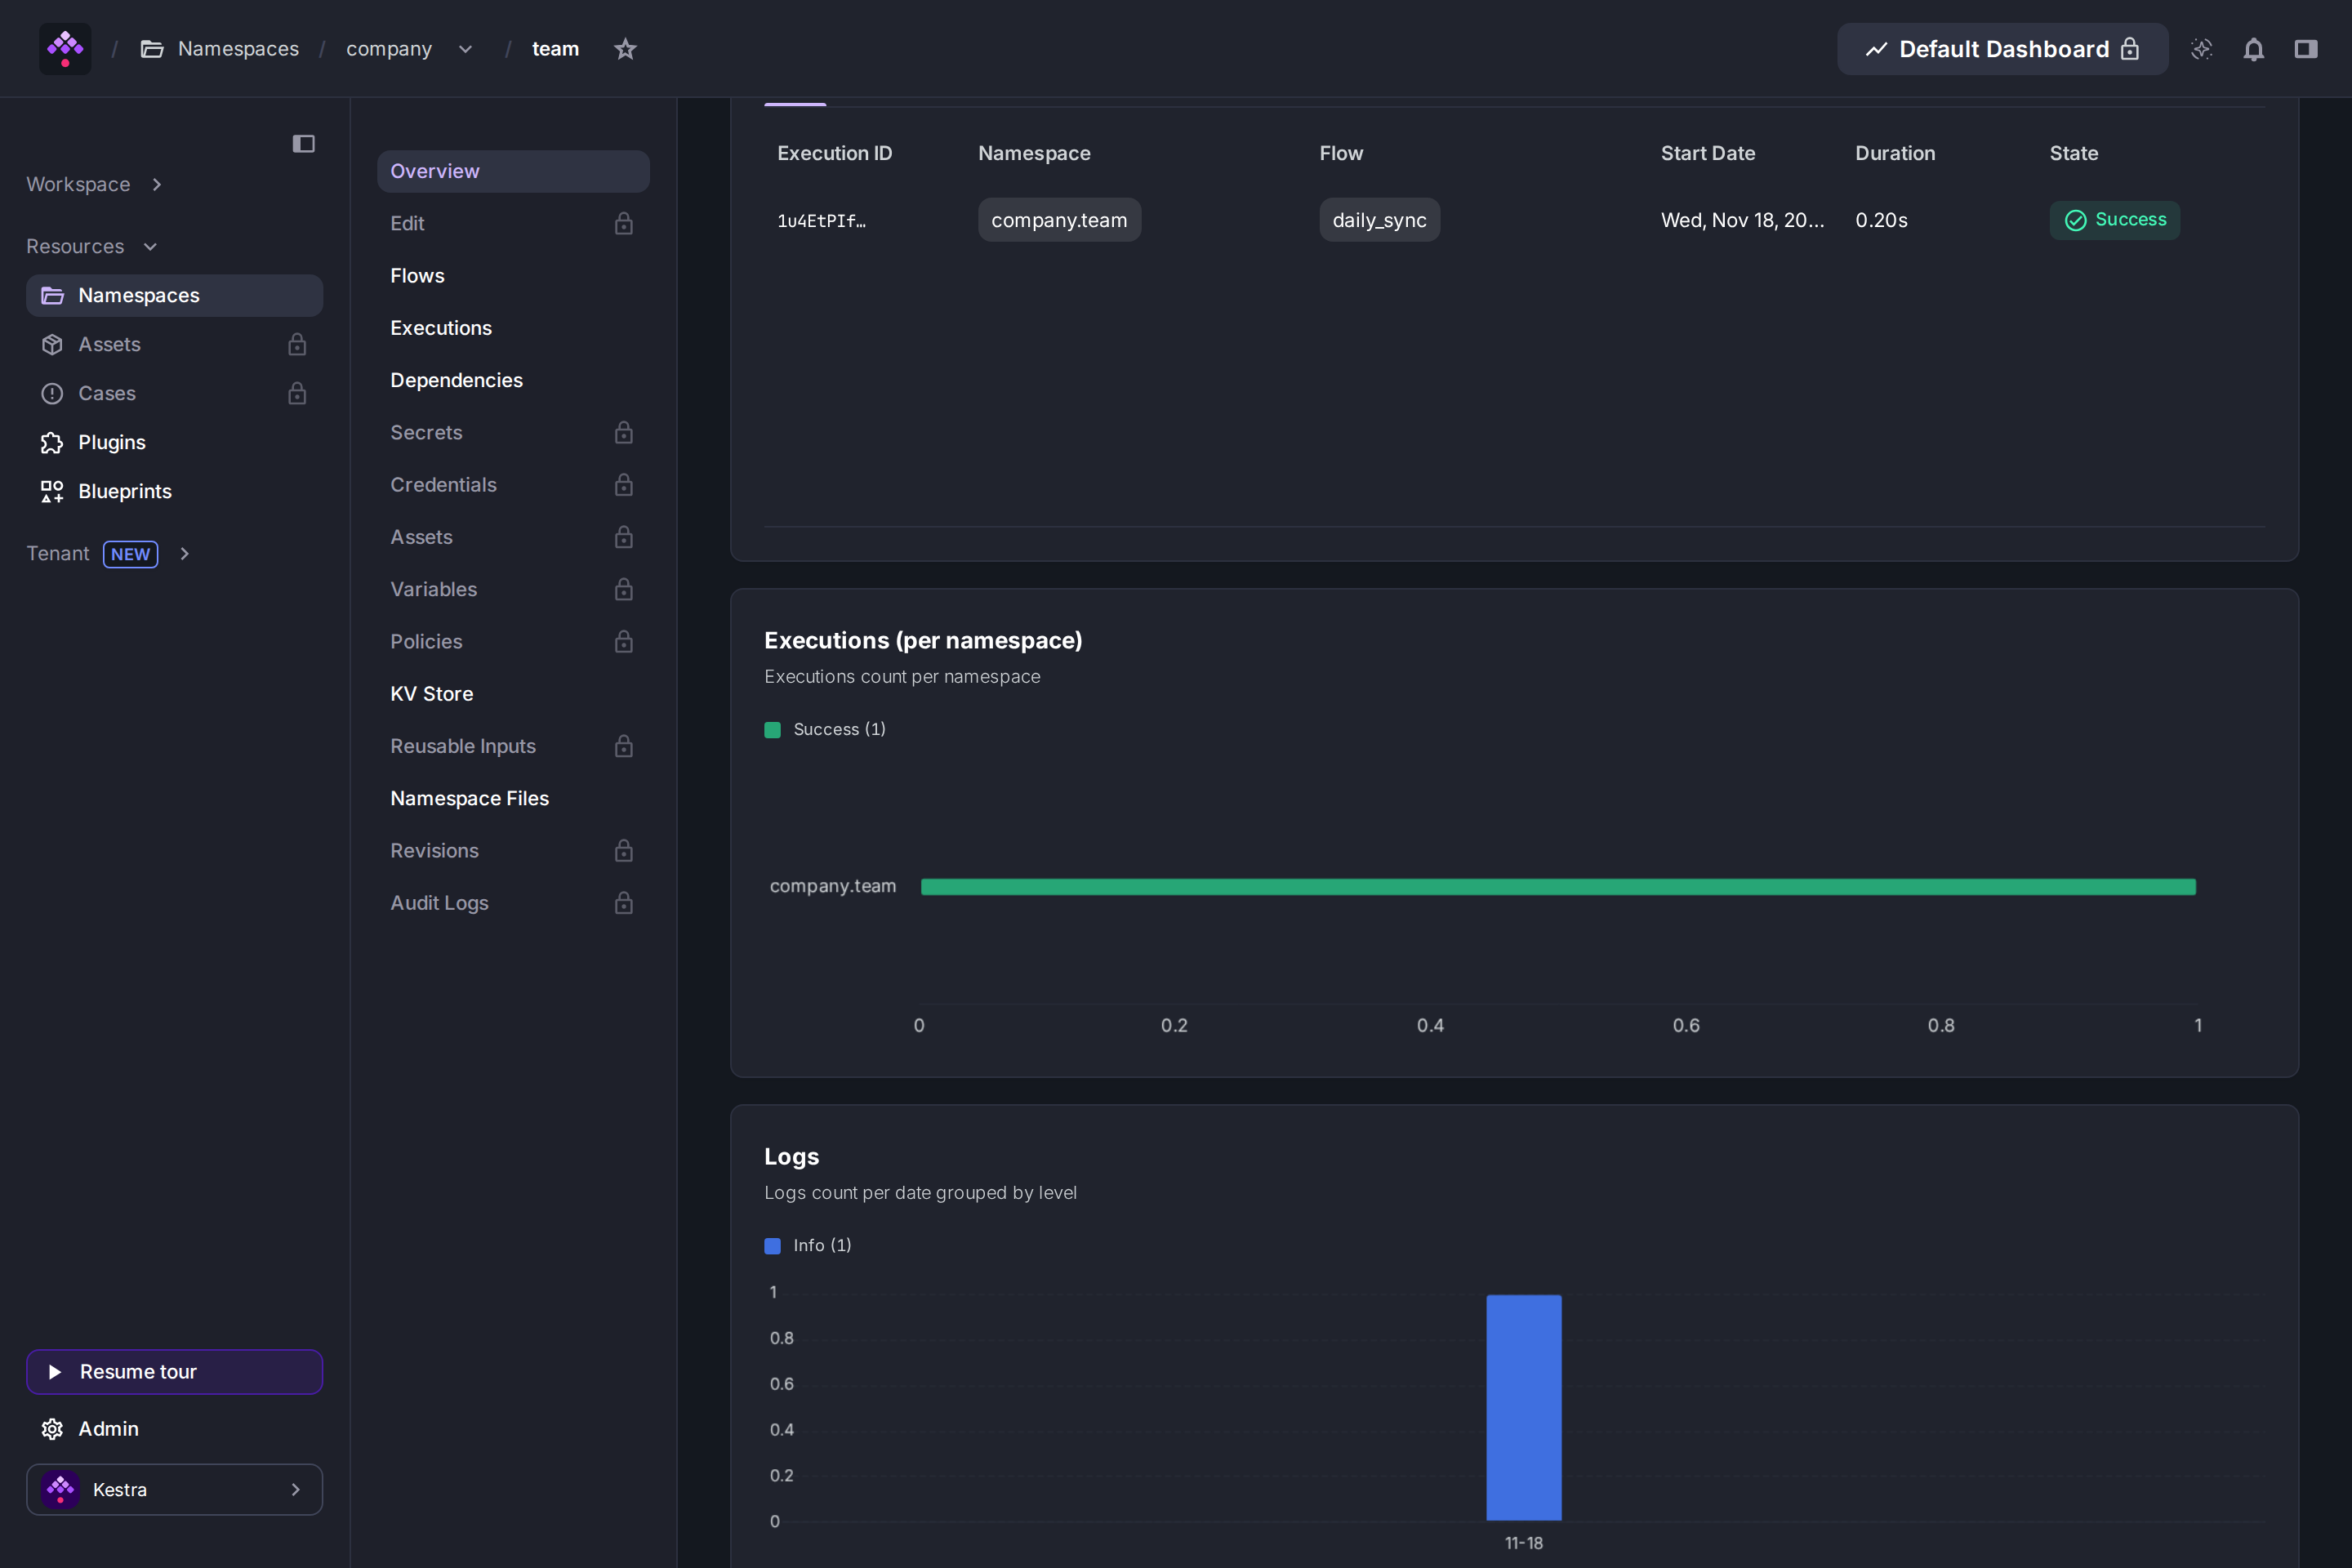 / Namespaces / company / team
Default Dashboard
Workspace
Resources
Namespaces
Assets
Cases
Plugins
Blueprints
Tenant NEW
Resume tour
Admin
Kestra
Overview
Edit
Flows
Executions
Dependencies
Secrets
Credentials
Assets
Variables
Policies
KV Store
Reusable Inputs
Namespace Files
Revisions
Audit Logs
Execution ID Namespace Flow Start Date Duration State
1u4EtPIf… company.team daily_sync Wed, Nov 18, 20... 0.20s Success
Executions (per namespace)
Executions count per namespace
Success (1)
company.team
0 0.2 0.4 0.6 0.8 1
Logs
Logs count per date grouped by level
Info (1)
1
0.8
0.6
0.4
0.2
0
11-18